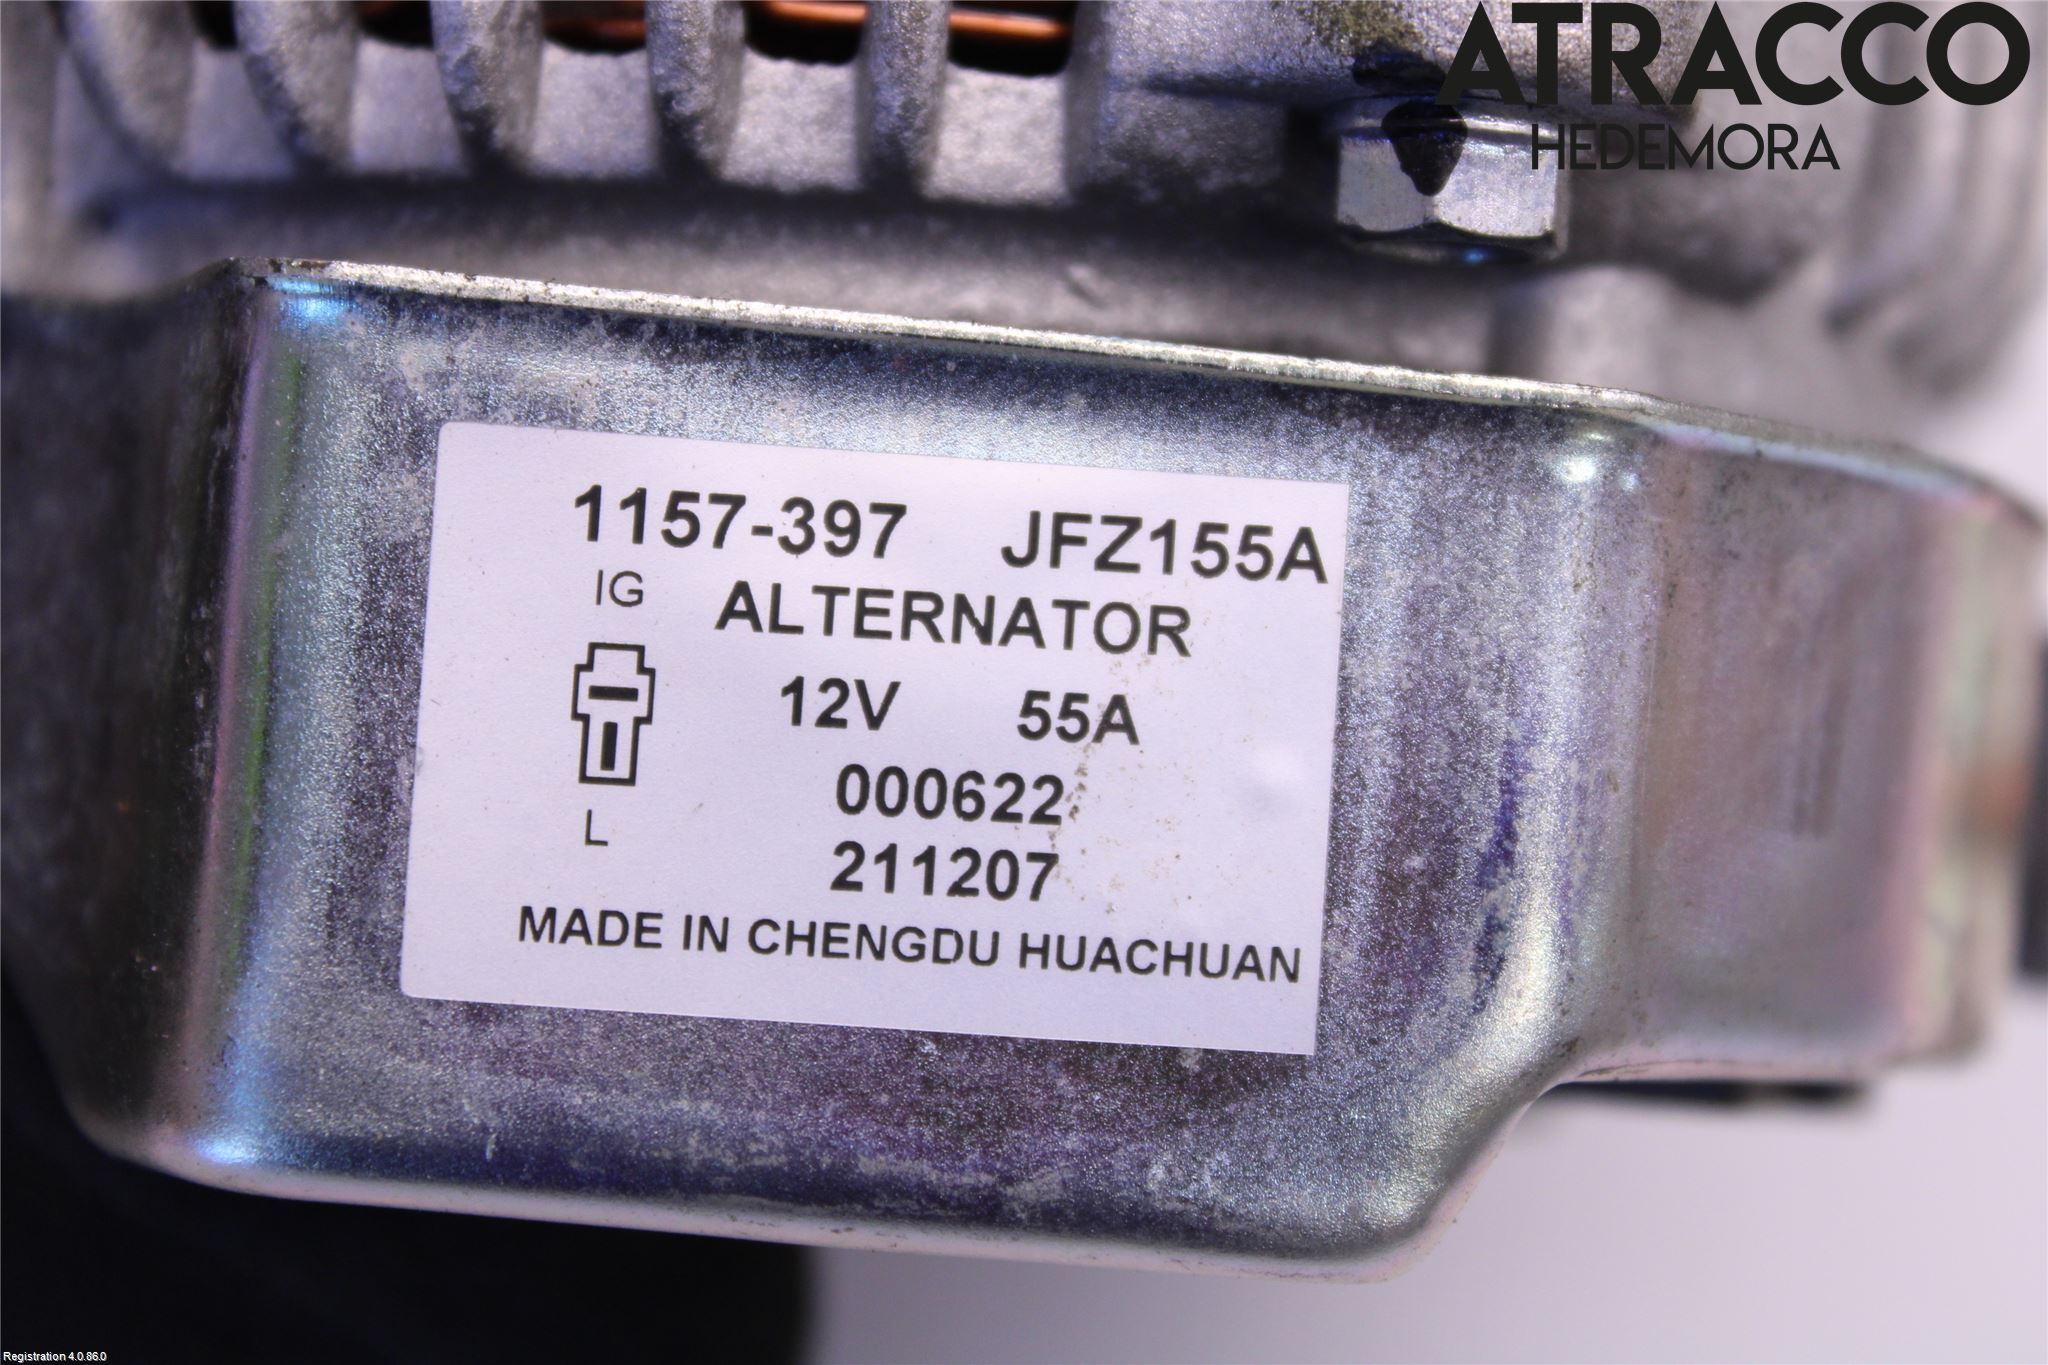 ATRACCO
HEDEMORA
1157-397 JFZ155A
IG ALTERNATOR
12V 55A
000622
L
211207
MADE IN CHENGDU HUACHUAN
Registration 4.0.86.0